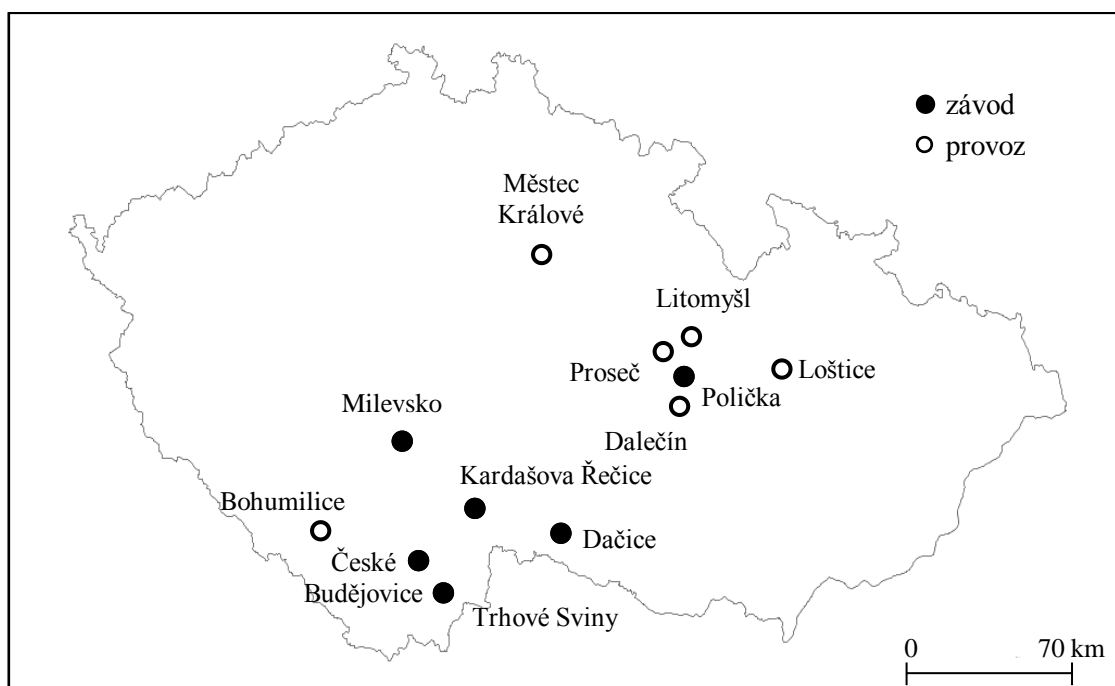 závod
provoz
Městec
Králové
Litomyšl
Proseč
Loštice
Polička
Milevsko
Dalečín
Kardašova Řečice
Bohumilice
Dačice
České
Budějovice
Trhové Sviny
0 70 km